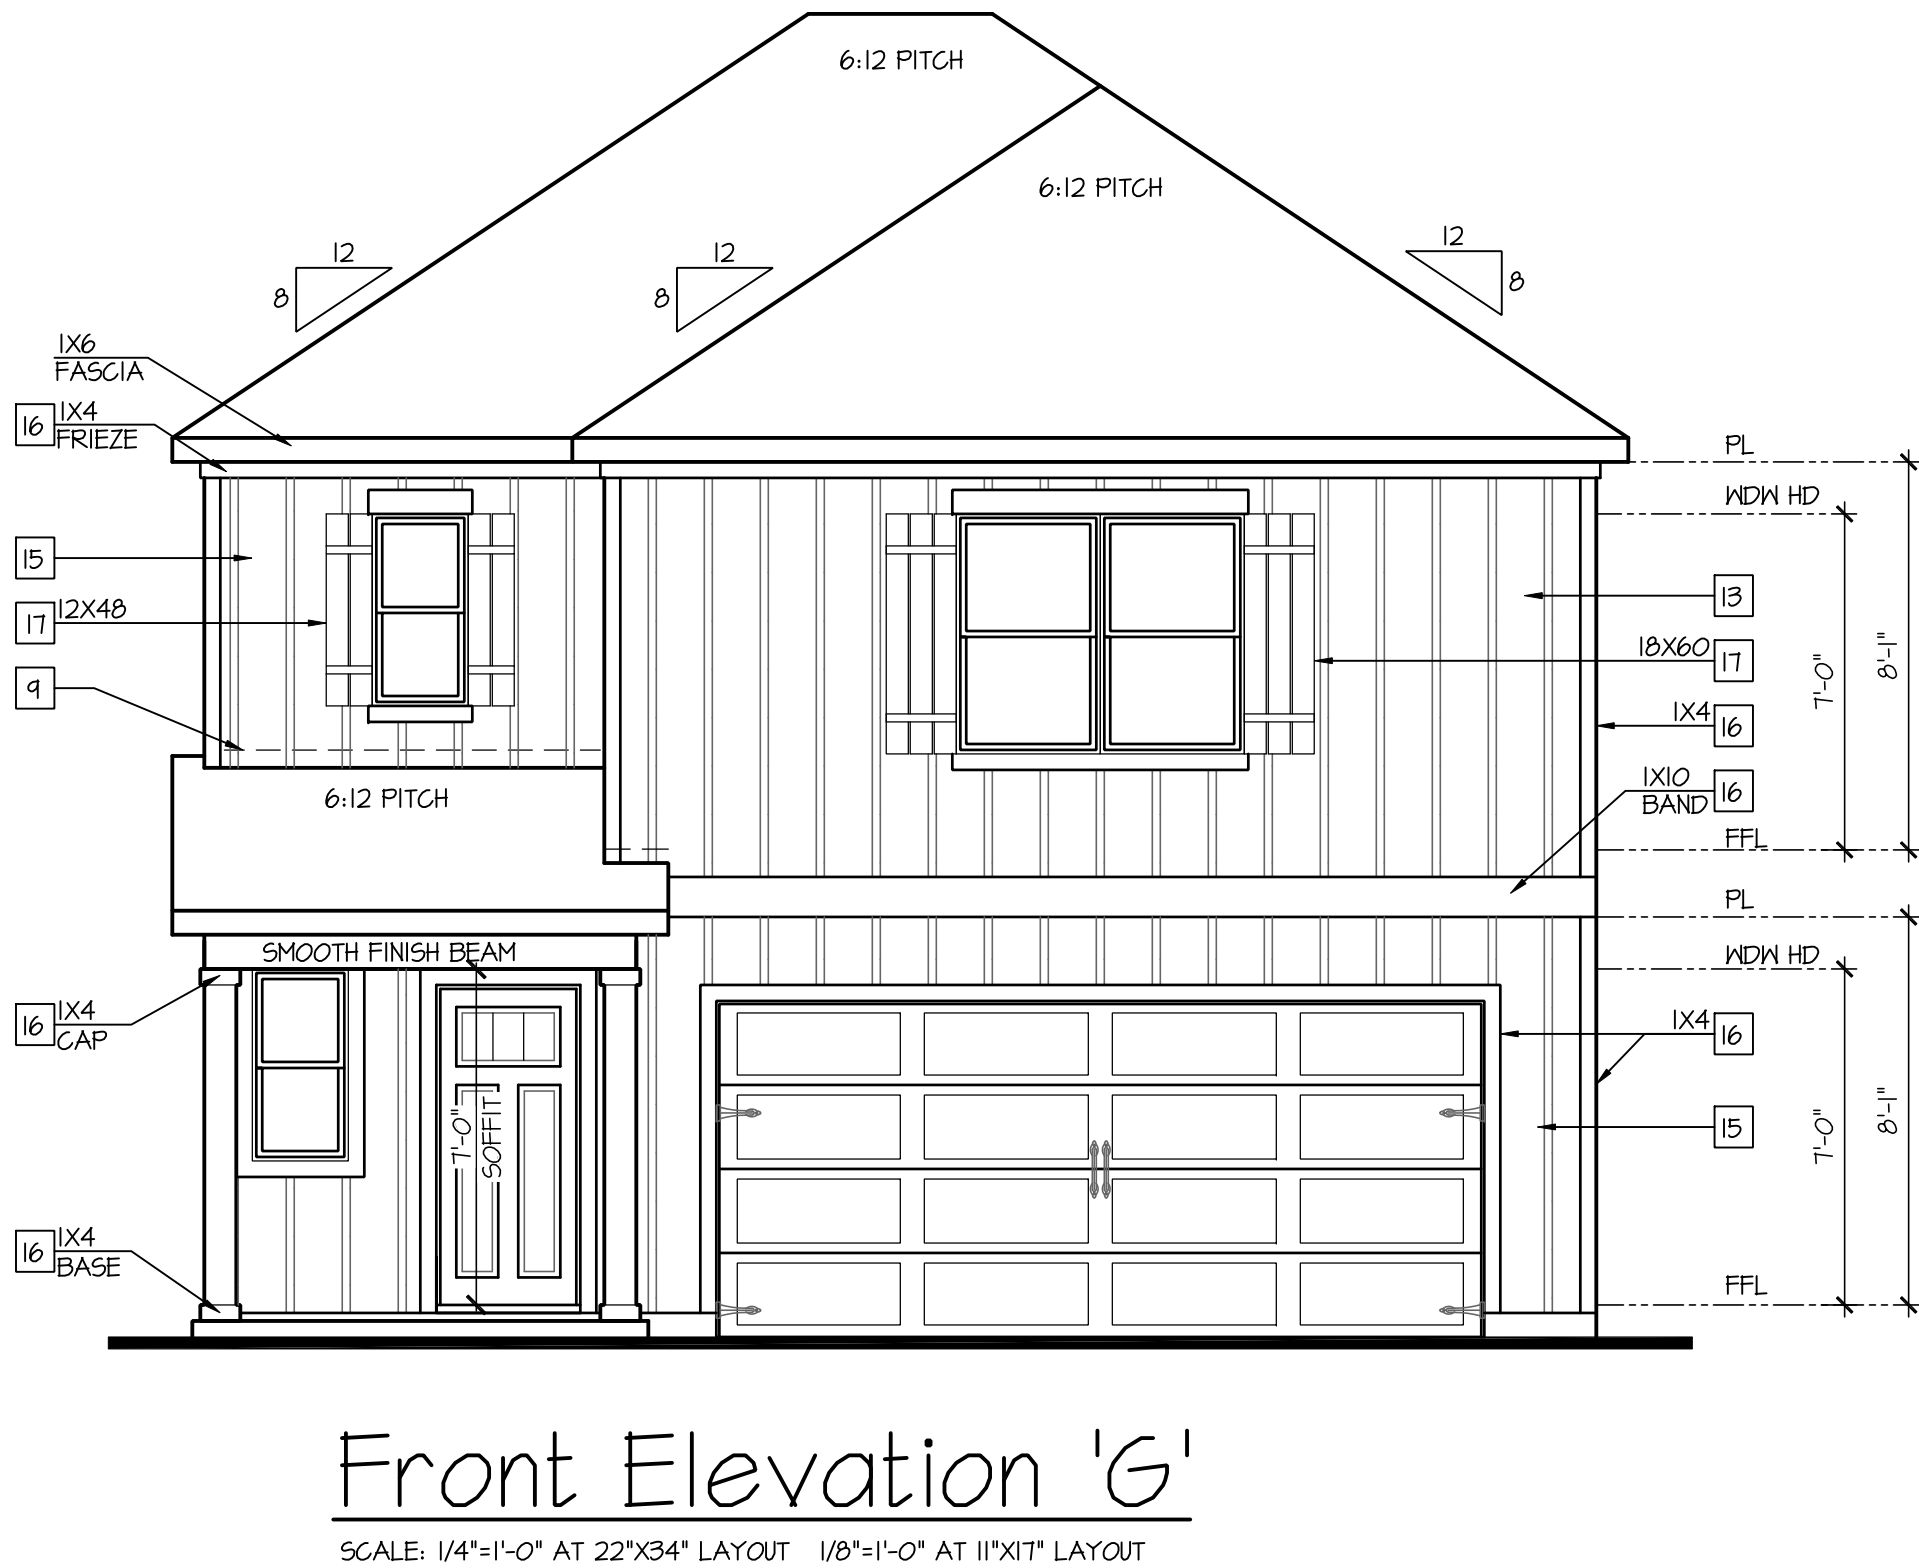 6:12 PITCH
6:12 PITCH
12
8
12
8
12
8
1X6
FASCIA
16 1X4
FRIEZE
PL
WDW HD
15
13
17 12X48
18X60 17
9
1X4 16
7'-0"
8'-1"
1X10
BAND 16
6:12 PITCH
FFL
PL
SMOOTH FINISH BEAM
WDW HD
16 1X4
CAP
1X4 16
7'-0"
SOFFIT
15
7'-0"
8'-1"
16 1X4
BASE
FFL
Front Elevation 'G'
SCALE: 1/4"=1'-0" AT 22"X34" LAYOUT 1/8"=1'-0" AT 11"X17" LAYOUT